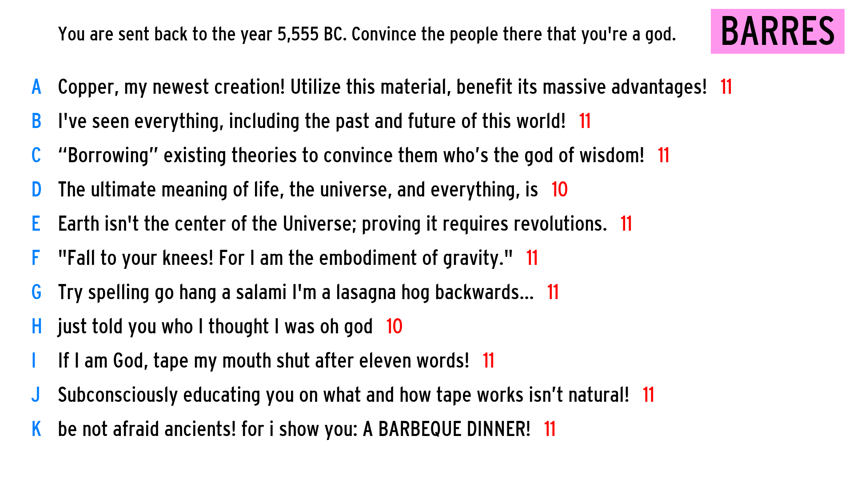 You are sent back to the year 5,555 BC. Convince the people there that you're a god.
BARRES
A Copper, my newest creation! Utilize this material, benefit its massive advantages! 11
B I've seen everything, including the past and future of this world! 11
C “Borrowing” existing theories to convince them who’s the god of wisdom! 11
D The ultimate meaning of life, the universe, and everything, is 10
E Earth isn't the center of the Universe; proving it requires revolutions. 11
F "Fall to your knees! For I am the embodiment of gravity." 11
G Try spelling go hang a salami I'm a lasagna hog backwards... 11
H just told you who I thought I was oh god 10
I If I am God, tape my mouth shut after eleven words! 11
J Subconsciously educating you on what and how tape works isn’t natural! 11
K be not afraid ancients! for i show you: A BARBEQUE DINNER! 11